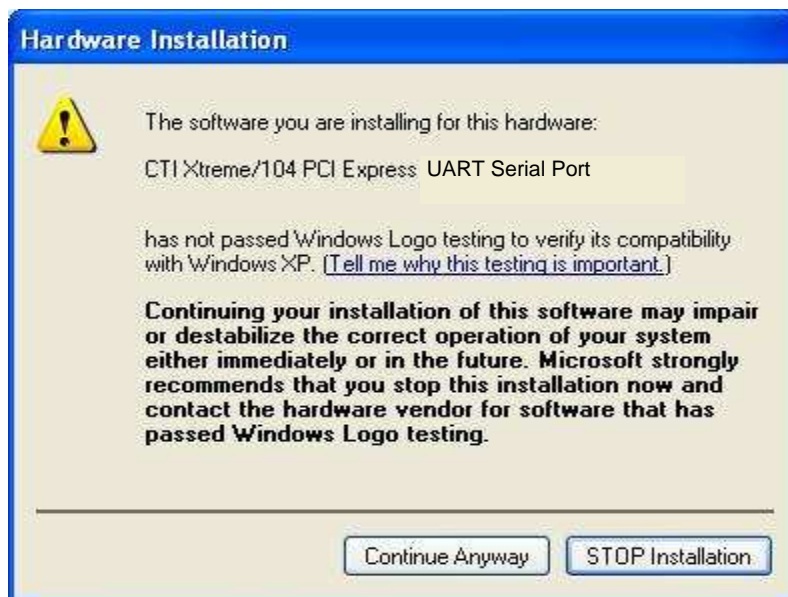 Hardware Installation
The software you are installing for this hardware:
CTI Xtreme/104 PCI Express UART Serial Port
has not passed Windows Logo testing to verify its compatibility
with Windows XP. (Tell me why this testing is important.)
Continuing your installation of this software may impair
or destabilize the correct operation of your system
either immediately or in the future. Microsoft strongly
recommends that you stop this installation now and
contact the hardware vendor for software that has
passed Windows Logo testing.
Continue Anyway
STOP Installation